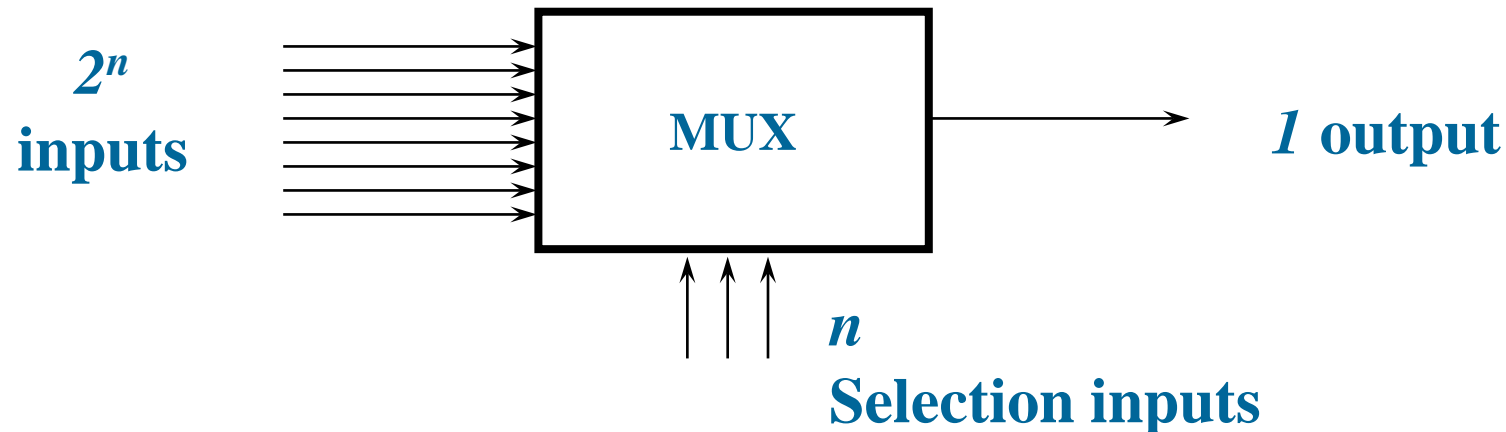 2ⁿ
inputs
MUX
1 output
n
Selection inputs